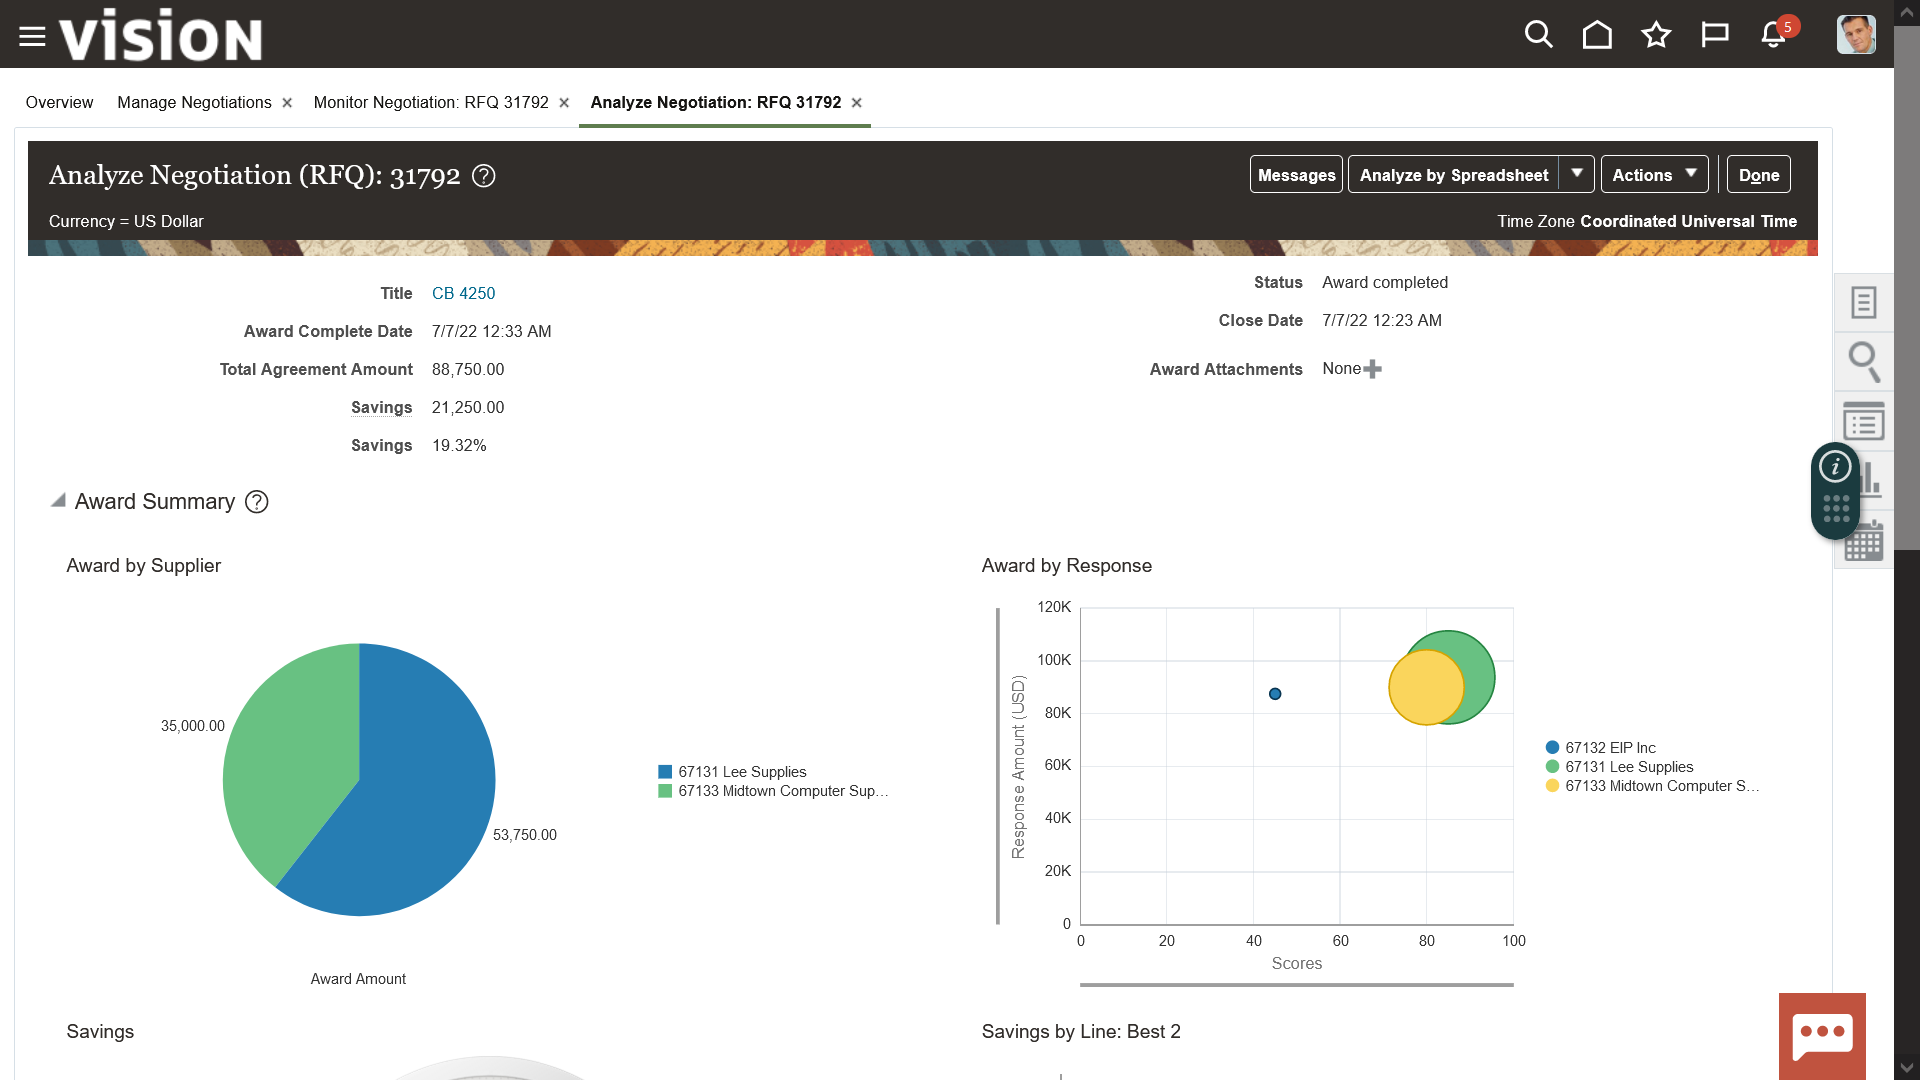 vision
5
Overview
Manage Negotiations
Monitor Negotiation: RFQ 31792
Analyze Negotiation: RFQ 31792
Analyze Negotiation (RFQ): 31792
Messages
Analyze by Spreadsheet
Actions
Done
Currency = US Dollar
Time Zone Coordinated Universal Time
Title CB 4250
Award Complete Date 7/7/22 12:33 AM
Total Agreement Amount 88,750.00
Savings 21,250.00
Savings 19.32%
Status Award completed
Close Date 7/7/22 12:23 AM
Award Attachments None
Award Summary
Award by Supplier
35,000.00
53,750.00
67131 Lee Supplies
67133 Midtown Computer Sup...
Award Amount
Award by Response
120K
100K
80K
60K
40K
20K
0
Response Amount (USD)
0 20 40 60 80 100
Scores
67132 EIP Inc
67131 Lee Supplies
67133 Midtown Computer S...
Savings
Savings by Line: Best 2